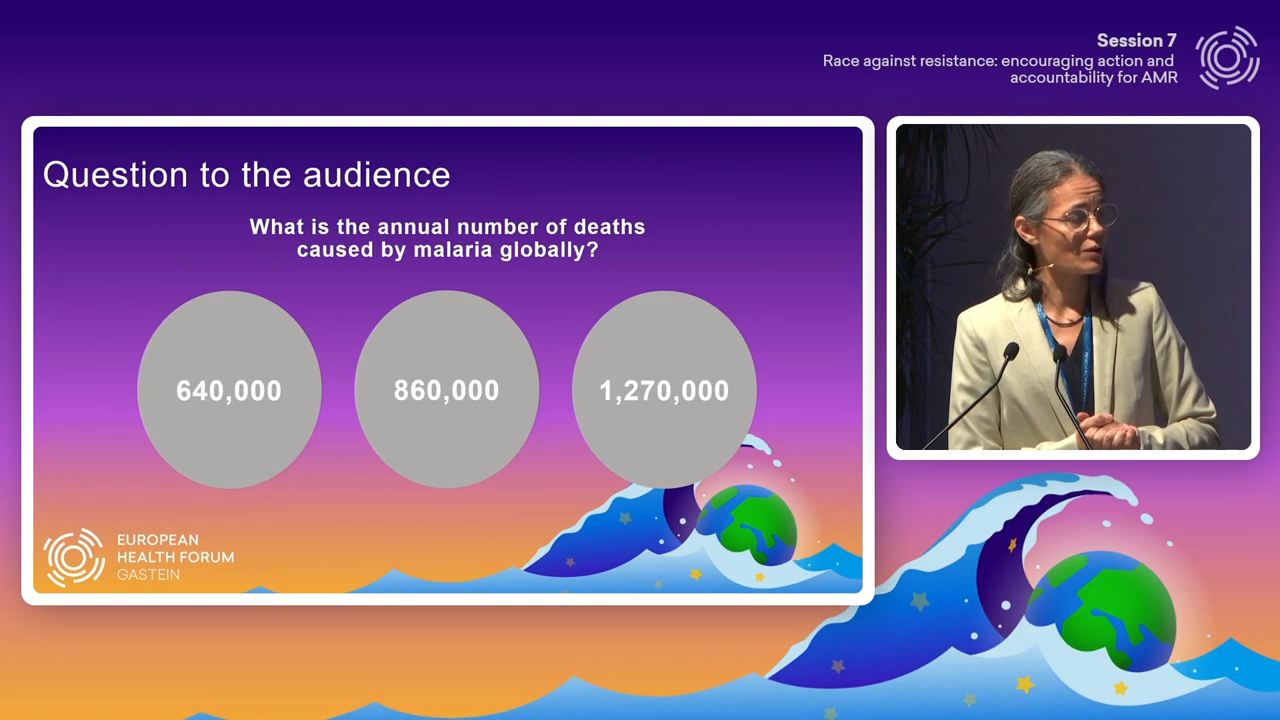 Session 7
Race against resistance: encouraging action and
accountability for AMR
Question to the audience
What is the annual number of deaths
caused by malaria globally?
640,000
860,000
1,270,000
EUROPEAN
HEALTH FORUM
GASTEIN